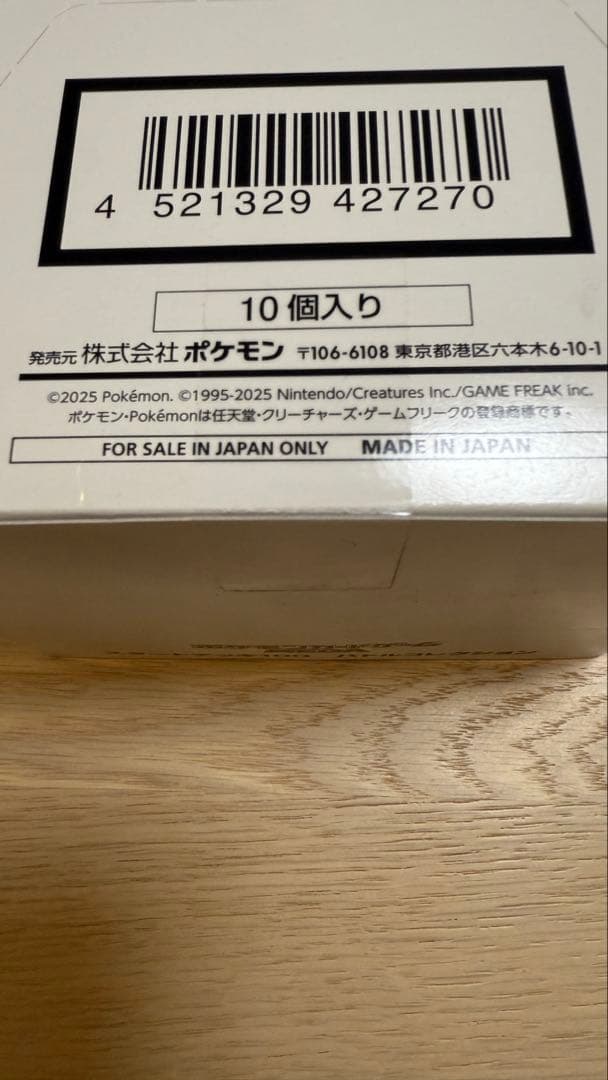 4 521329 427270
10個入り
発売元 株式会社 ポケモン 〒106-6108 東京都港区六本木6-10-1
©2025 Pokémon. ©1995-2025 Nintendo/Creatures Inc./GAME FREAK inc.
ポケモン・Pokémonは任天堂・クリーチャーズ・ゲームフリークの登録商標です。
FOR SALE IN JAPAN ONLY MADE IN JAPAN